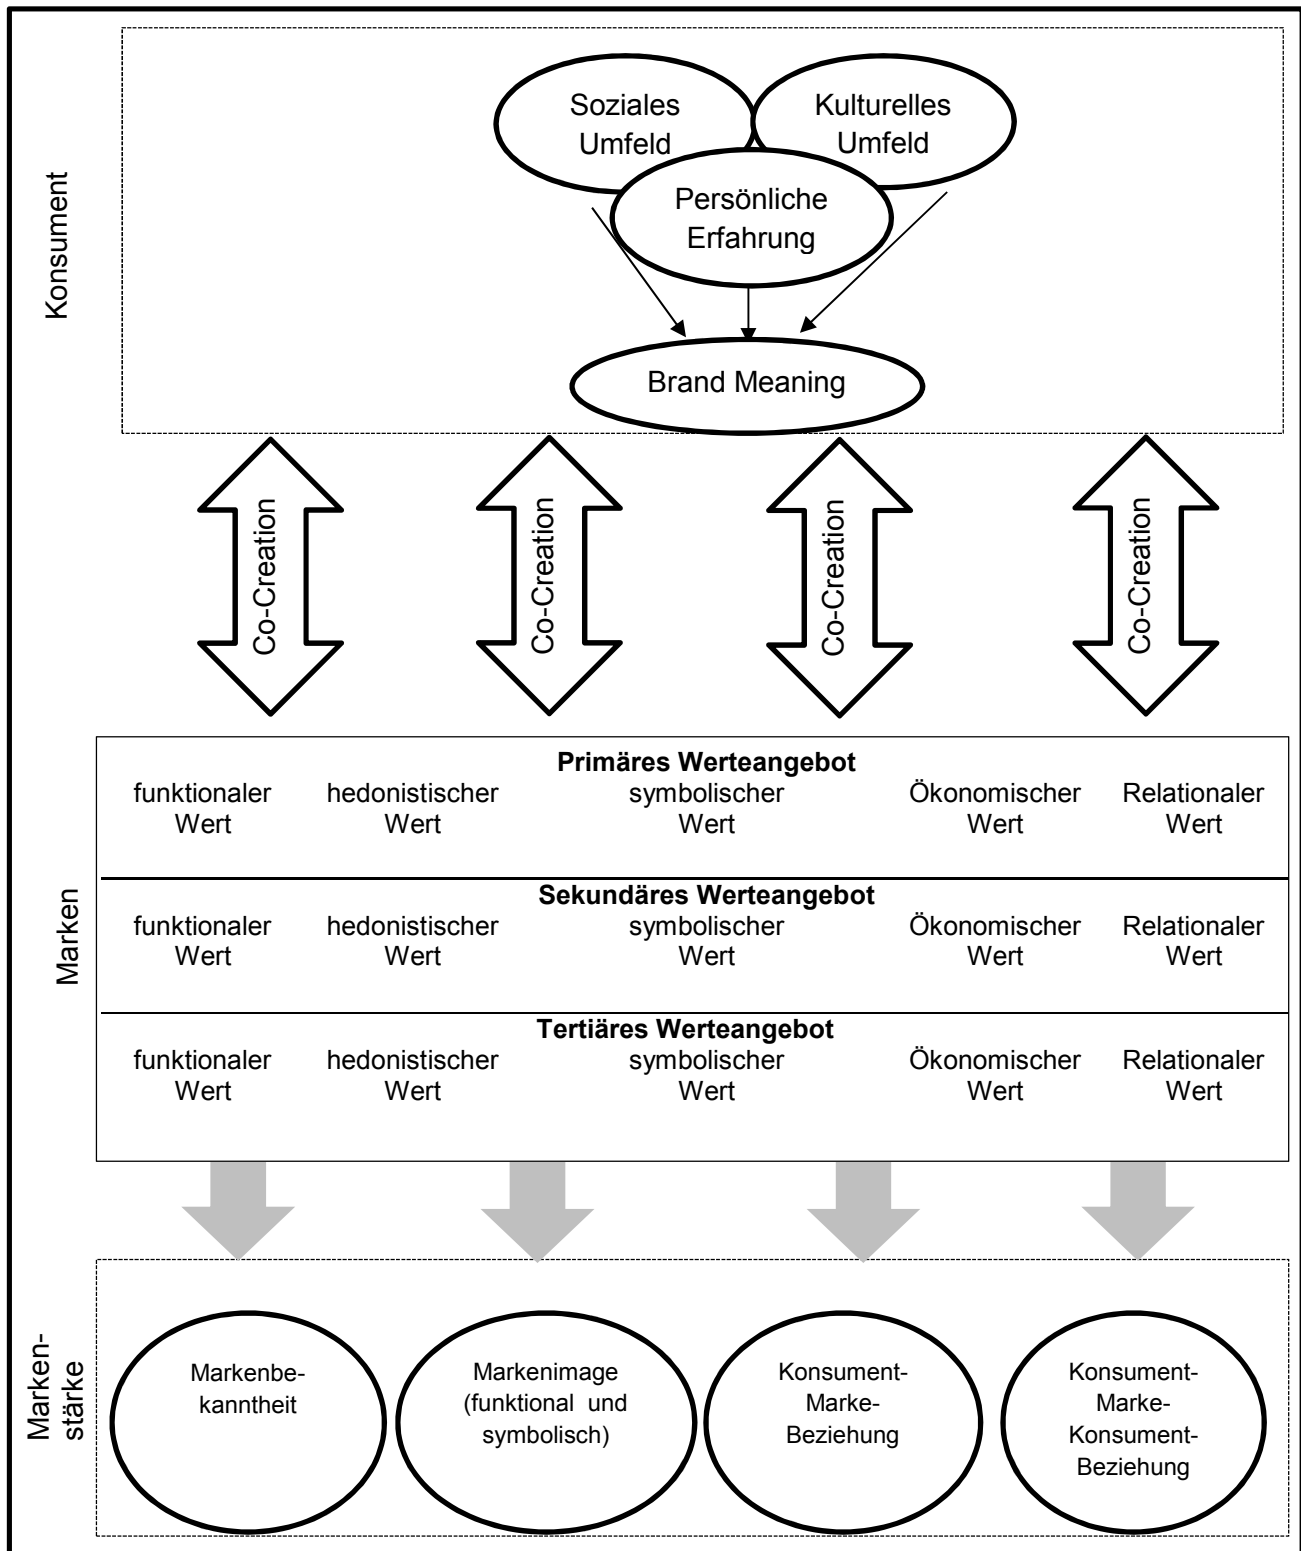 Konsument
Soziales
Umfeld
Kulturelles
Umfeld
Persönliche
Erfahrung
Brand Meaning
Co-Creation
Co-Creation
Co-Creation
Co-Creation
Marken
Primäres Werteangebot
funktionaler
Wert
hedonistischer
Wert
symbolischer
Wert
Ökonomischer
Wert
Relationaler
Wert
Sekundäres Werteangebot
funktionaler
Wert
hedonistischer
Wert
symbolischer
Wert
Ökonomischer
Wert
Relationaler
Wert
Tertiäres Werteangebot
funktionaler
Wert
hedonistischer
Wert
symbolischer
Wert
Ökonomischer
Wert
Relationaler
Wert
Marken-
stärke
Markenbe-
kanntheit
Markenimage
(funktional und
symbolisch)
Konsument-
Marke-
Beziehung
Konsument-
Marke-
Konsument-
Beziehung